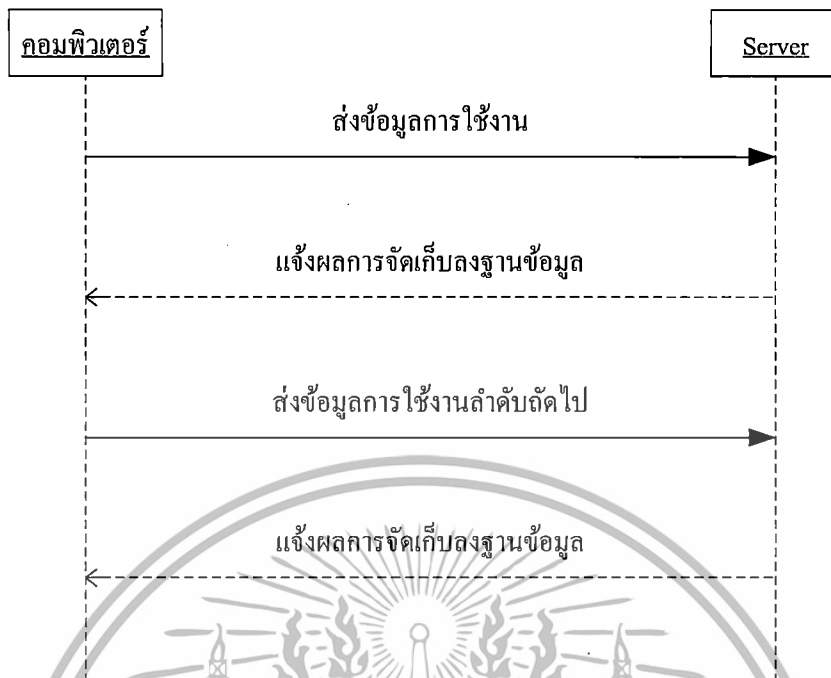 คอมพิวเตอร์
Server
ส่งข้อมูลการใช้งาน
แจ้งผลการจัดเก็บลงฐานข้อมูล
ส่งข้อมูลการใช้งานลำดับถัดไป
แจ้งผลการจัดเก็บลงฐานข้อมูล